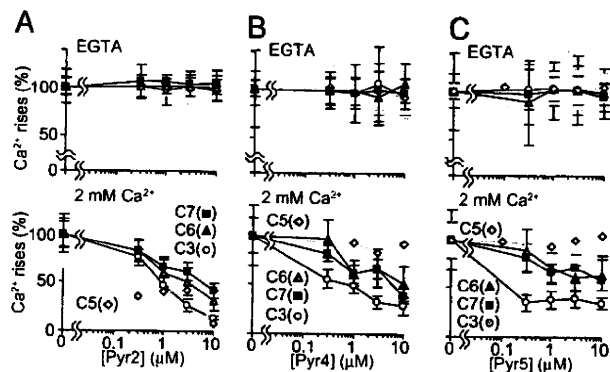 A
B
C
EGTA
EGTA
EGTA
Ca²⁺ rises (%)
100
50
0
2 mM Ca²⁺
2 mM Ca²⁺
2 mM Ca²⁺
Ca²⁺ rises (%)
100
50
0
C7(■)
C6(▲)
C3(○)
C5(◇)
C5(◇)
C6(▲)
C7(■)
C3(○)
C5(◇)
C6(▲)
C7(■)
C3(○)
0 0.1 1 10
[Pyr2] (μM)
0 0.1 1 10
[Pyr4] (μM)
0 0.1 1 10
[Pyr5] (μM)